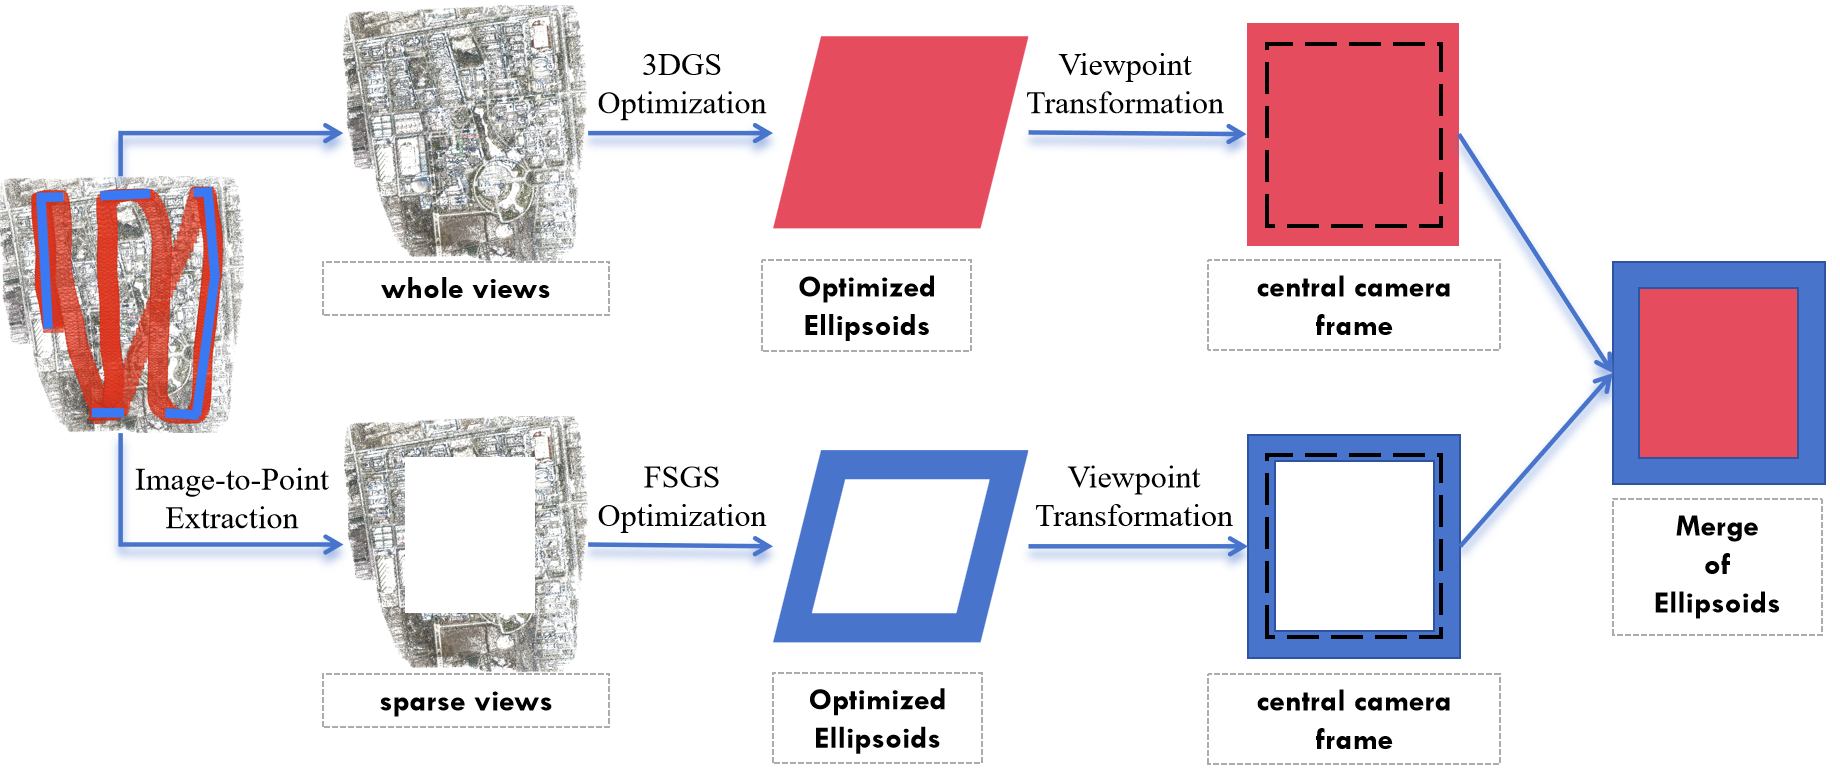 3DGS
Optimization
Viewpoint
Transformation
whole views
Optimized
Ellipsoids
central camera
frame
Image-to-Point
Extraction
FSGS
Optimization
Viewpoint
Transformation
sparse views
Optimized
Ellipsoids
central camera
frame
Merge
of
Ellipsoids